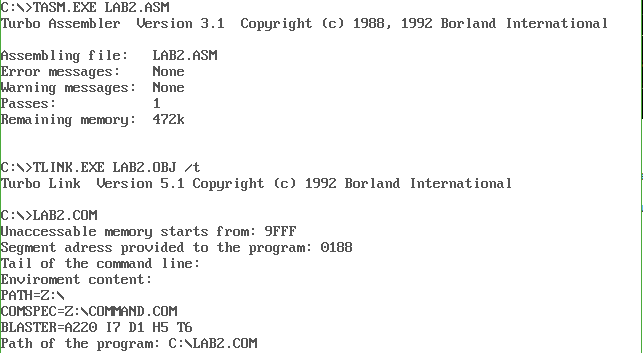 C:\>TASM.EXE LAB2.ASM
Turbo Assembler  Version 3.1  Copyright (c) 1988, 1992 Borland International
Assembling file:   LAB2.ASM
Error messages:    None
Warning messages:  None
Passes:            1
Remaining memory:  472k
C:\>TLINK.EXE LAB2.OBJ /t
Turbo Link  Version 5.1 Copyright (c) 1992 Borland International
C:\>LAB2.COM
Unaccessable memory starts from: 9FFF
Segment adress provided to the program: 0188
Tail of the command line:
Enviroment content:
PATH=Z:\
COMSPEC=Z:\COMMAND.COM
BLASTER=A220 I7 D1 H5 T6
Path of the program: C:\LAB2.COM